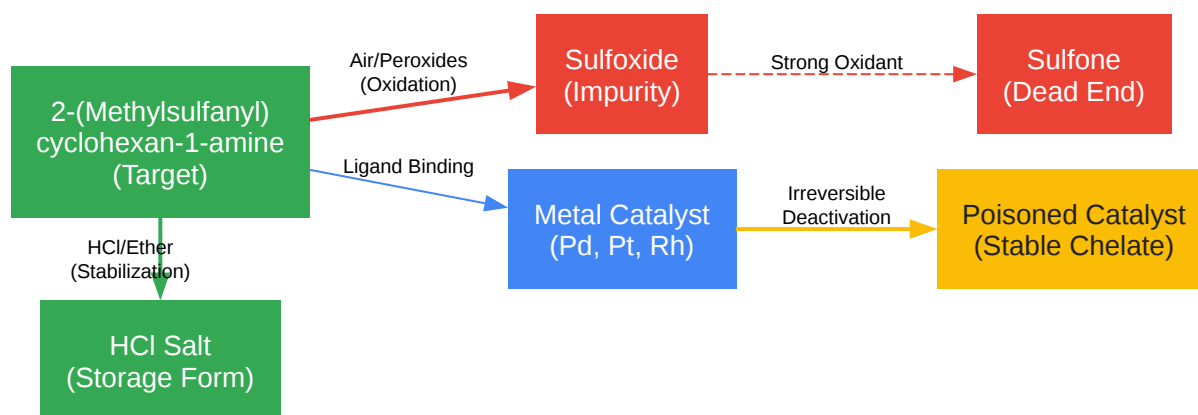 2-(Methylsulfanyl)
cyclohexan-1-amine
(Target)
Air/Peroxides
(Oxidation)
Sulfoxide
(Impurity)
Strong Oxidant
Sulfone
(Dead End)
Ligand Binding
Metal Catalyst
(Pd, Pt, Rh)
Irreversible
Deactivation
Poisoned Catalyst
(Stable Chelate)
HCl/Ether
(Stabilization)
HCl Salt
(Storage Form)